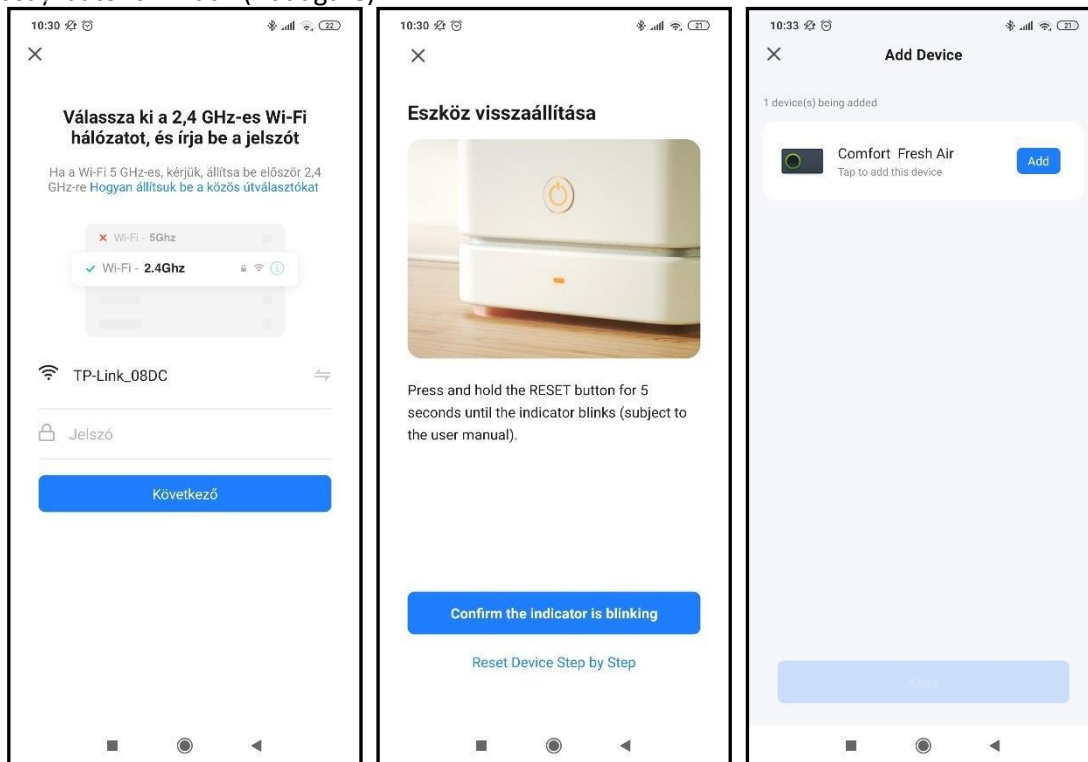 10:30
22
Válassza ki a 2,4 GHz-es Wi-Fi
hálózatot, és írja be a jelszót
Ha a Wi-Fi 5 GHz-es, kérjük, állítsa be először 2,4
GHz-re Hogyan állítsuk be a közös útválasztókat
Wi-Fi - 5Ghz
Wi-Fi - 2.4Ghz
TP-Link_08DC
Jelszó
Következő
10:30
21
Eszköz visszaállítása
Press and hold the RESET button for 5
seconds until the indicator blinks (subject to
the user manual).
Confirm the indicator is blinking
Reset Device Step by Step
10:33
21
Add Device
1 device(s) being added
Comfort Fresh Air
Tap to add this device
Add
Kész